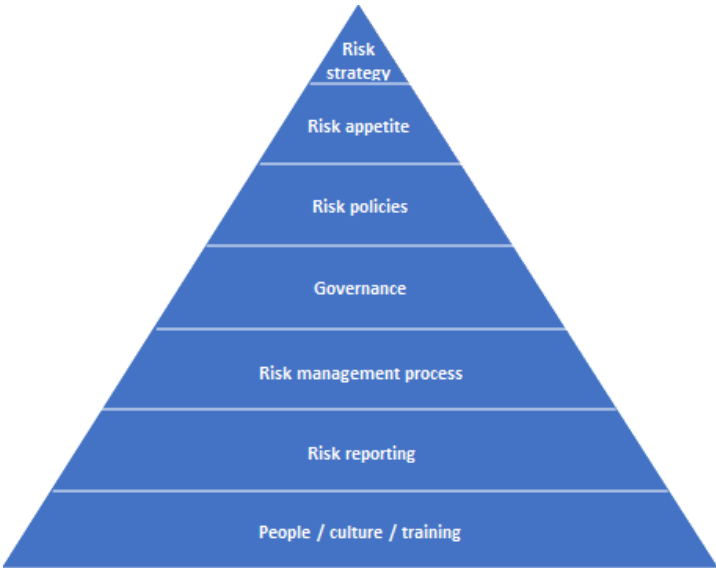 Risk
strategy
Risk appetite
Risk policies
Governance
Risk management process
Risk reporting
People / culture / training